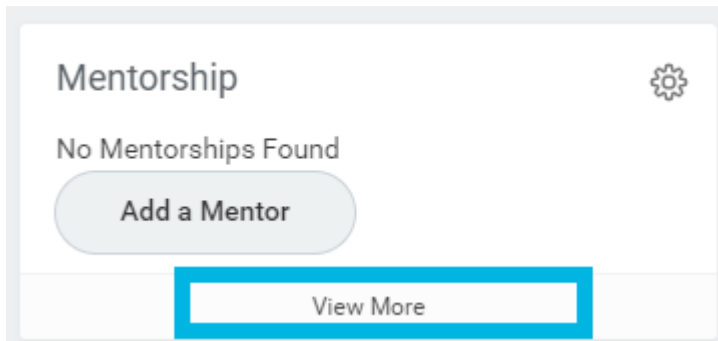 Mentorship
No Mentorships Found
Add a Mentor
View More